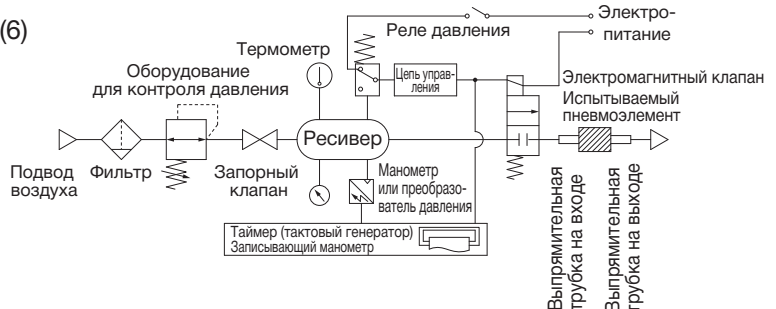 (6)
Реле давления
Электро-
питание
Термометр
Оборудование
для контроля давления
Цепь управ-
ления
Электромагнитный клапан
Испытываемый
пневмоэлемент
Ресивер
Подвод
воздуха
Фильтр
Запорный
клапан
Манометр
или преобразо-
ватель давления
Таймер (тактовый генератор)
Записывающий манометр
Выпрямительная
трубка на входе
Выпрямительная
трубка на выходе